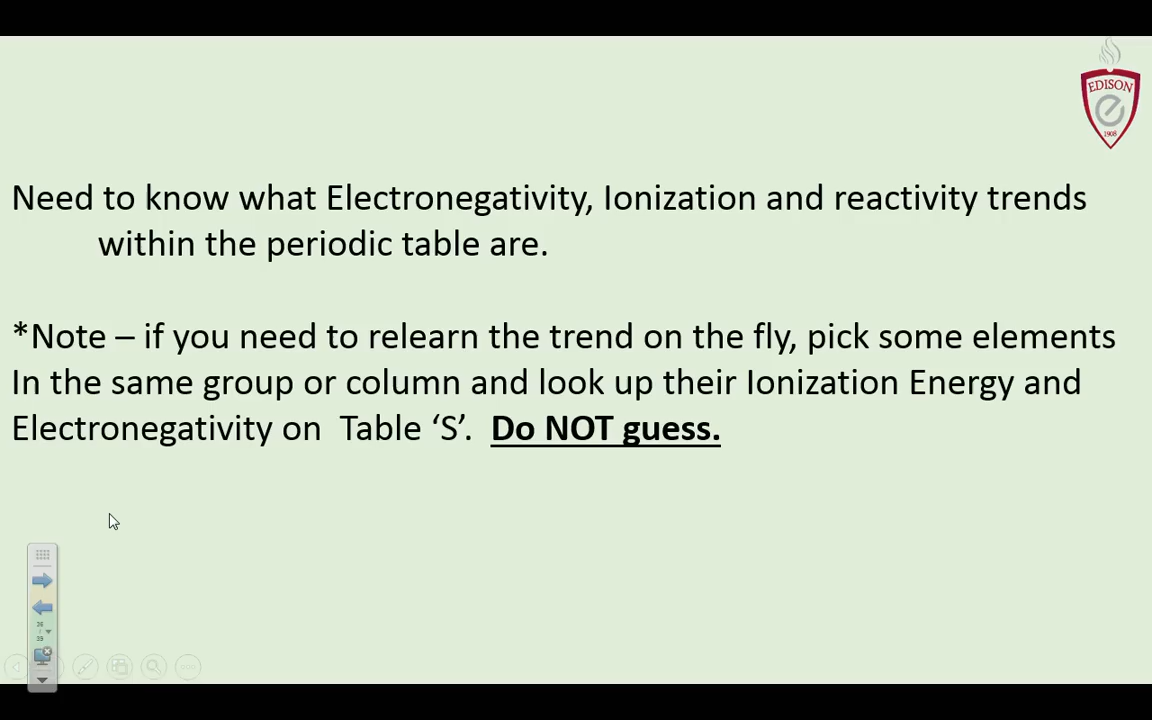 EDISON
e
1908
Need to know what Electronegativity, Ionization and reactivity trends
within the periodic table are.
*Note – if you need to relearn the trend on the fly, pick some elements
In the same group or column and look up their Ionization Energy and
Electronegativity on Table ‘S’. Do NOT guess.
26
/
39